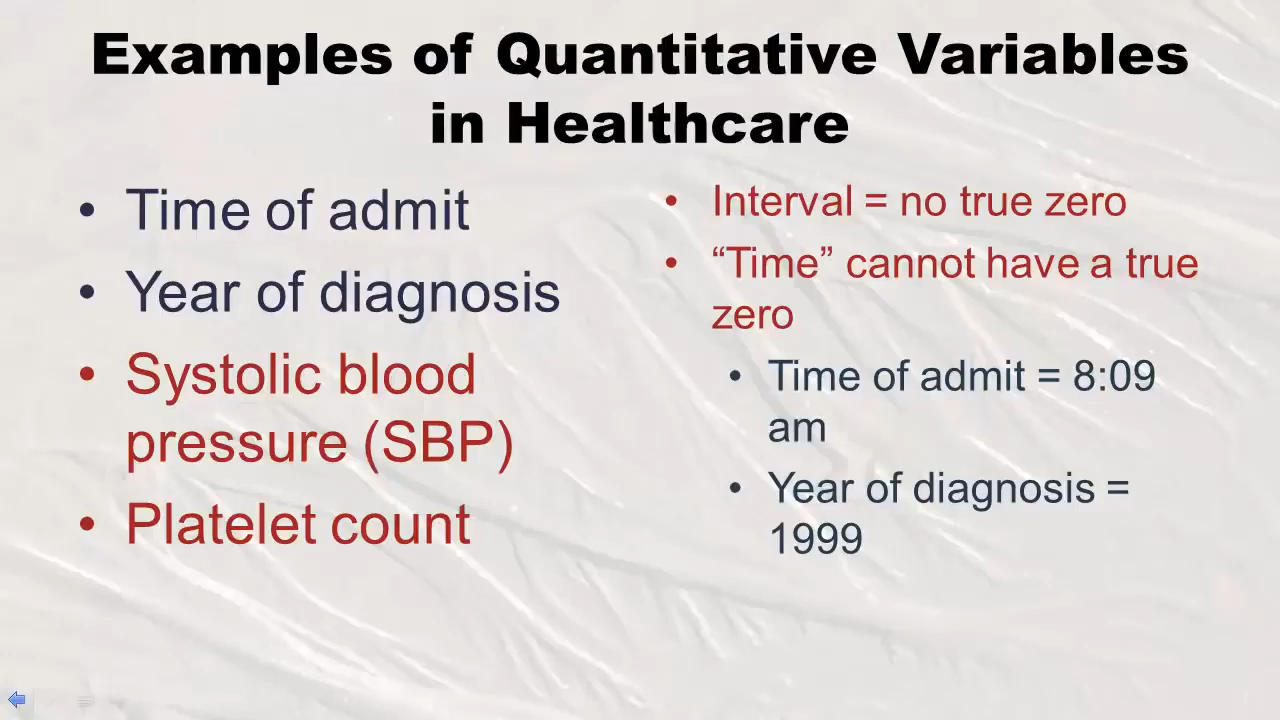 Examples of Quantitative Variables
in Healthcare
• Time of admit
• Year of diagnosis
• Systolic blood
pressure (SBP)
• Platelet count
• Interval = no true zero
• “Time” cannot have a true
zero
• Time of admit = 8:09
am
• Year of diagnosis =
1999